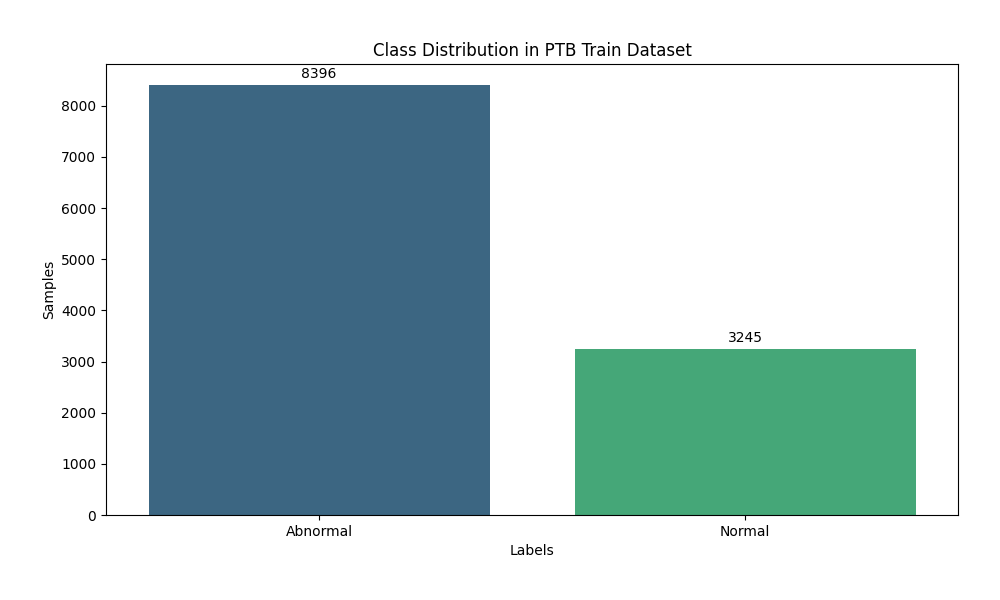 Class Distribution in PTB Train Dataset
8396
8000
7000
6000
5000
4000
3000
2000
1000
0
Samples
3245
Abnormal
Normal
Labels